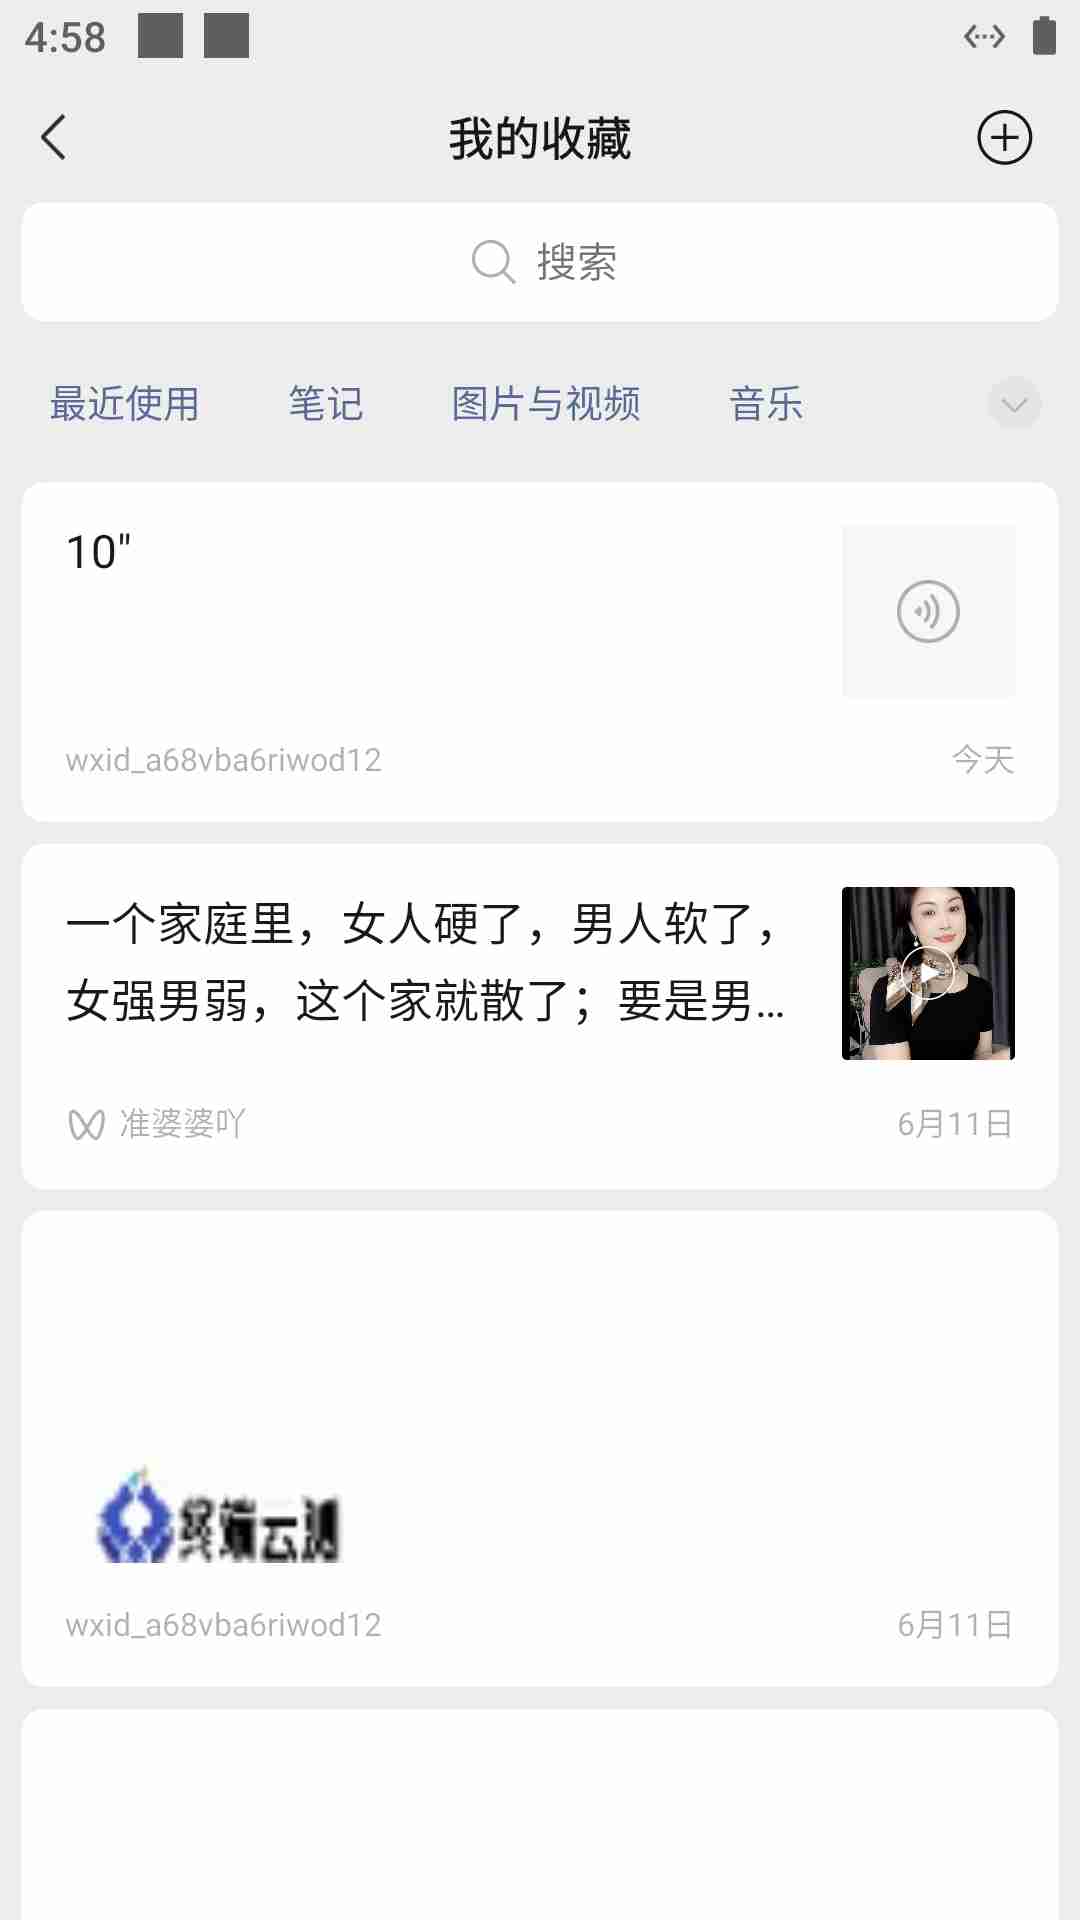 4:58
我的收藏
搜索
最近使用 笔记 图片与视频 音乐
10"
wxid_a68vba6riwod12 今天
一个家庭里，女人硬了，男人软了，
女强男弱，这个家就散了；要是男...
准婆婆吖 6月11日
终端云测
wxid_a68vba6riwod12 6月11日